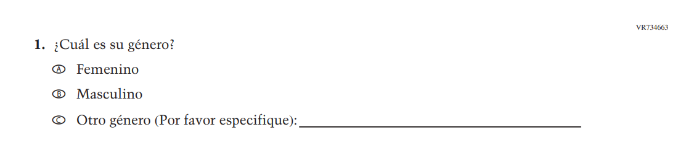 VR734663
1. ¿Cuál es su género?
A Femenino
B Masculino
C Otro género (Por favor especifique):